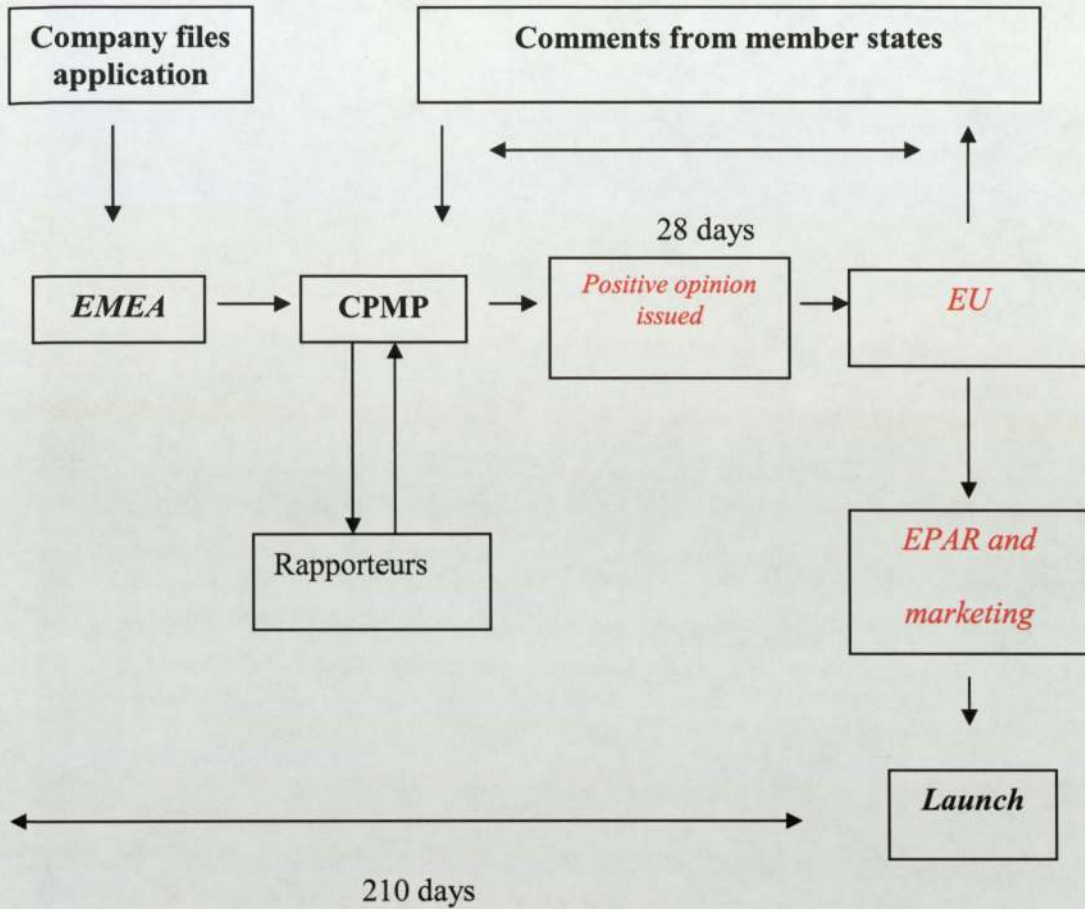 Company files
application
Comments from member states
28 days
EMEA
CPMP
Positive opinion
issued
EU
Rapporteurs
EPAR and
marketing
Launch
210 days